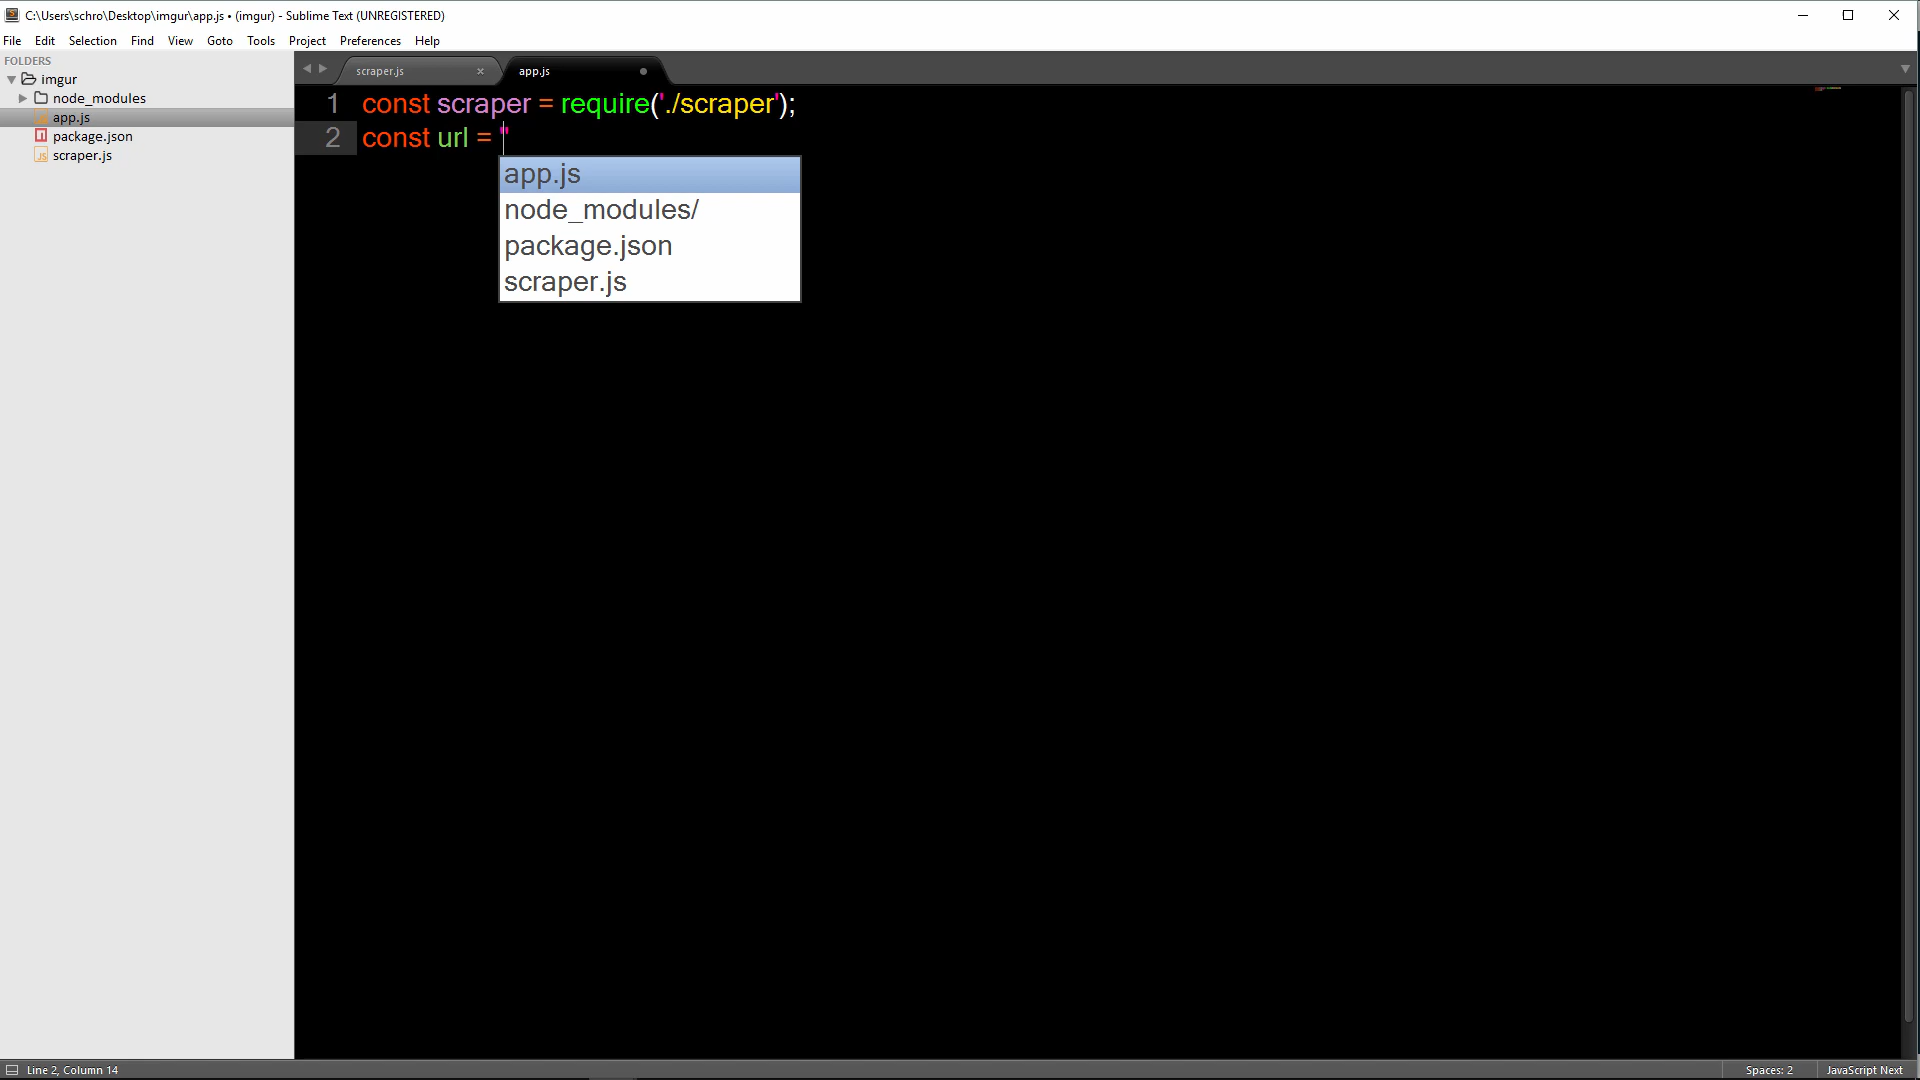 C:\Users\schro\Desktop\imgur\app.js • (imgur) - Sublime Text (UNREGISTERED)
File Edit Selection Find View Goto Tools Project Preferences Help
FOLDERS
imgur
node_modules
app.js
package.json
scraper.js
scraper.js × app.js
1 const scraper = require('./scraper');
2 const url = ''
app.js
node_modules/
package.json
scraper.js
Line 2, Column 14 Spaces: 2 JavaScript Next